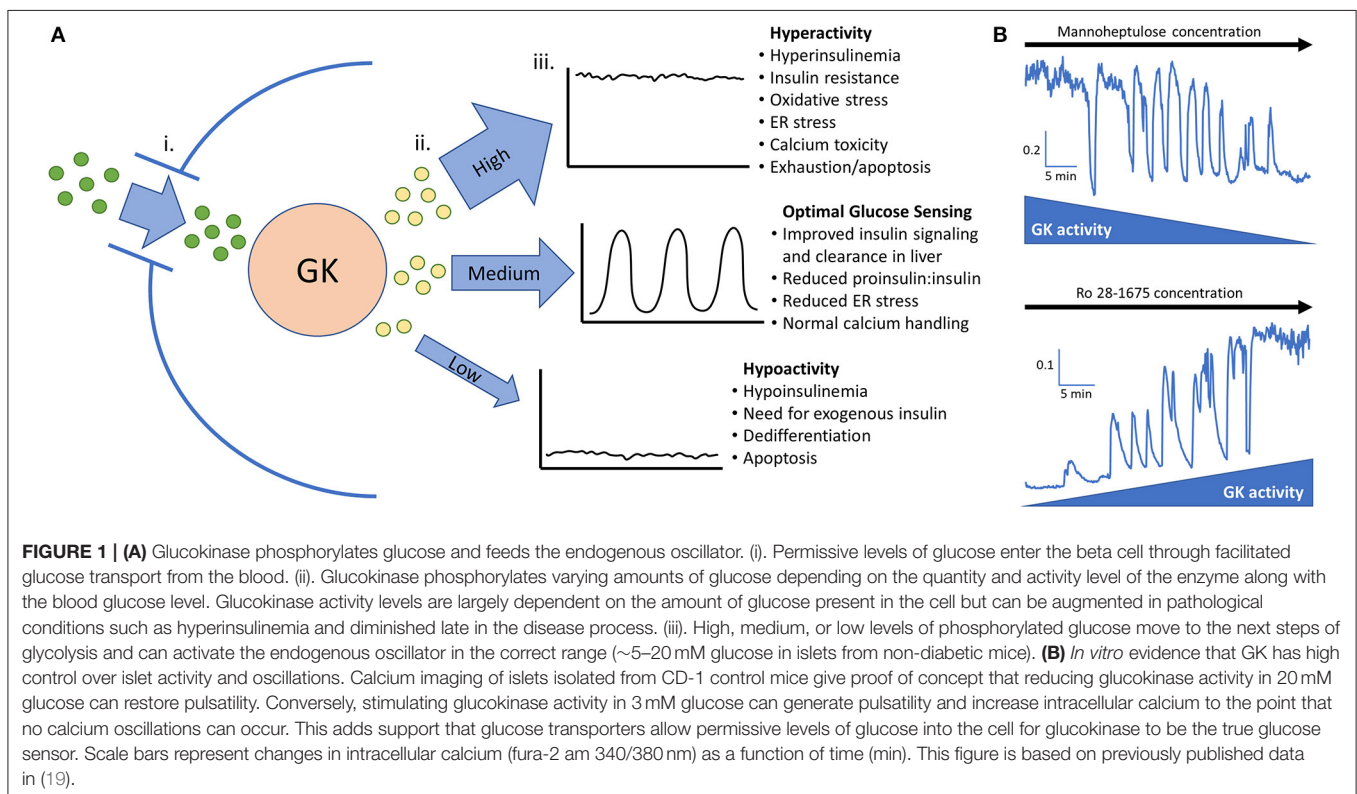 A
i.
GK
ii.
High
Medium
Low
iii.
Hyperactivity
• Hyperinsulinemia
• Insulin resistance
• Oxidative stress
• ER stress
• Calcium toxicity
• Exhaustion/apoptosis
Optimal Glucose Sensing
• Improved insulin signaling
and clearance in liver
• Reduced proinsulin:insulin
• Reduced ER stress
• Normal calcium handling
Hypoactivity
• Hypoinsulinemia
• Need for exogenous insulin
• Dedifferentiation
• Apoptosis
B
Mannoheptulose concentration
0.2
5 min
GK activity
Ro 28-1675 concentration
0.1
5 min
GK activity
FIGURE 1 | (A) Glucokinase phosphorylates glucose and feeds the endogenous oscillator. (i). Permissive levels of glucose enter the beta cell through facilitated
glucose transport from the blood. (ii). Glucokinase phosphorylates varying amounts of glucose depending on the quantity and activity level of the enzyme along with
the blood glucose level. Glucokinase activity levels are largely dependent on the amount of glucose present in the cell but can be augmented in pathological
conditions such as hyperinsulinemia and diminished late in the disease process. (iii). High, medium, or low levels of phosphorylated glucose move to the next steps of
glycolysis and can activate the endogenous oscillator in the correct range (∼5–20 mM glucose in islets from non-diabetic mice). (B) In vitro evidence that GK has high
control over islet activity and oscillations. Calcium imaging of islets isolated from CD-1 control mice give proof of concept that reducing glucokinase activity in 20 mM
glucose can restore pulsatility. Conversely, stimulating glucokinase activity in 3 mM glucose can generate pulsatility and increase intracellular calcium to the point that
no calcium oscillations can occur. This adds support that glucose transporters allow permissive levels of glucose into the cell for glucokinase to be the true glucose
sensor. Scale bars represent changes in intracellular calcium (fura-2 am 340/380 nm) as a function of time (min). This figure is based on previously published data
in (19).